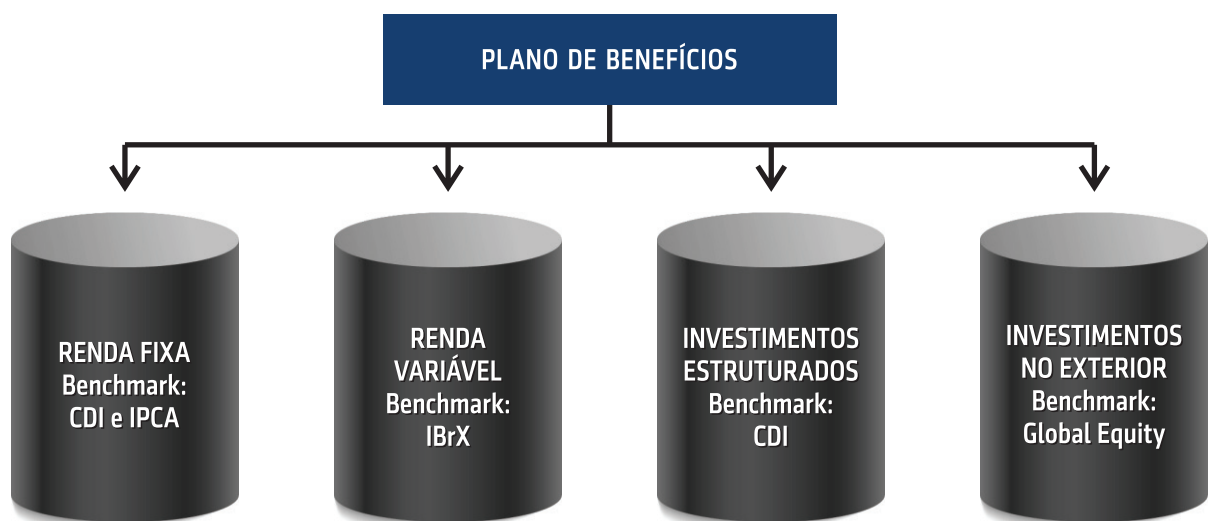 PLANO DE BENEFÍCIOS
RENDA FIXA
Benchmark:
CDI e IPCA
RENDA
VARIÁVEL
Benchmark:
IBrX
INVESTIMENTOS
ESTRUTURADOS
Benchmark:
CDI
INVESTIMENTOS
NO EXTERIOR
Benchmark:
Global Equity